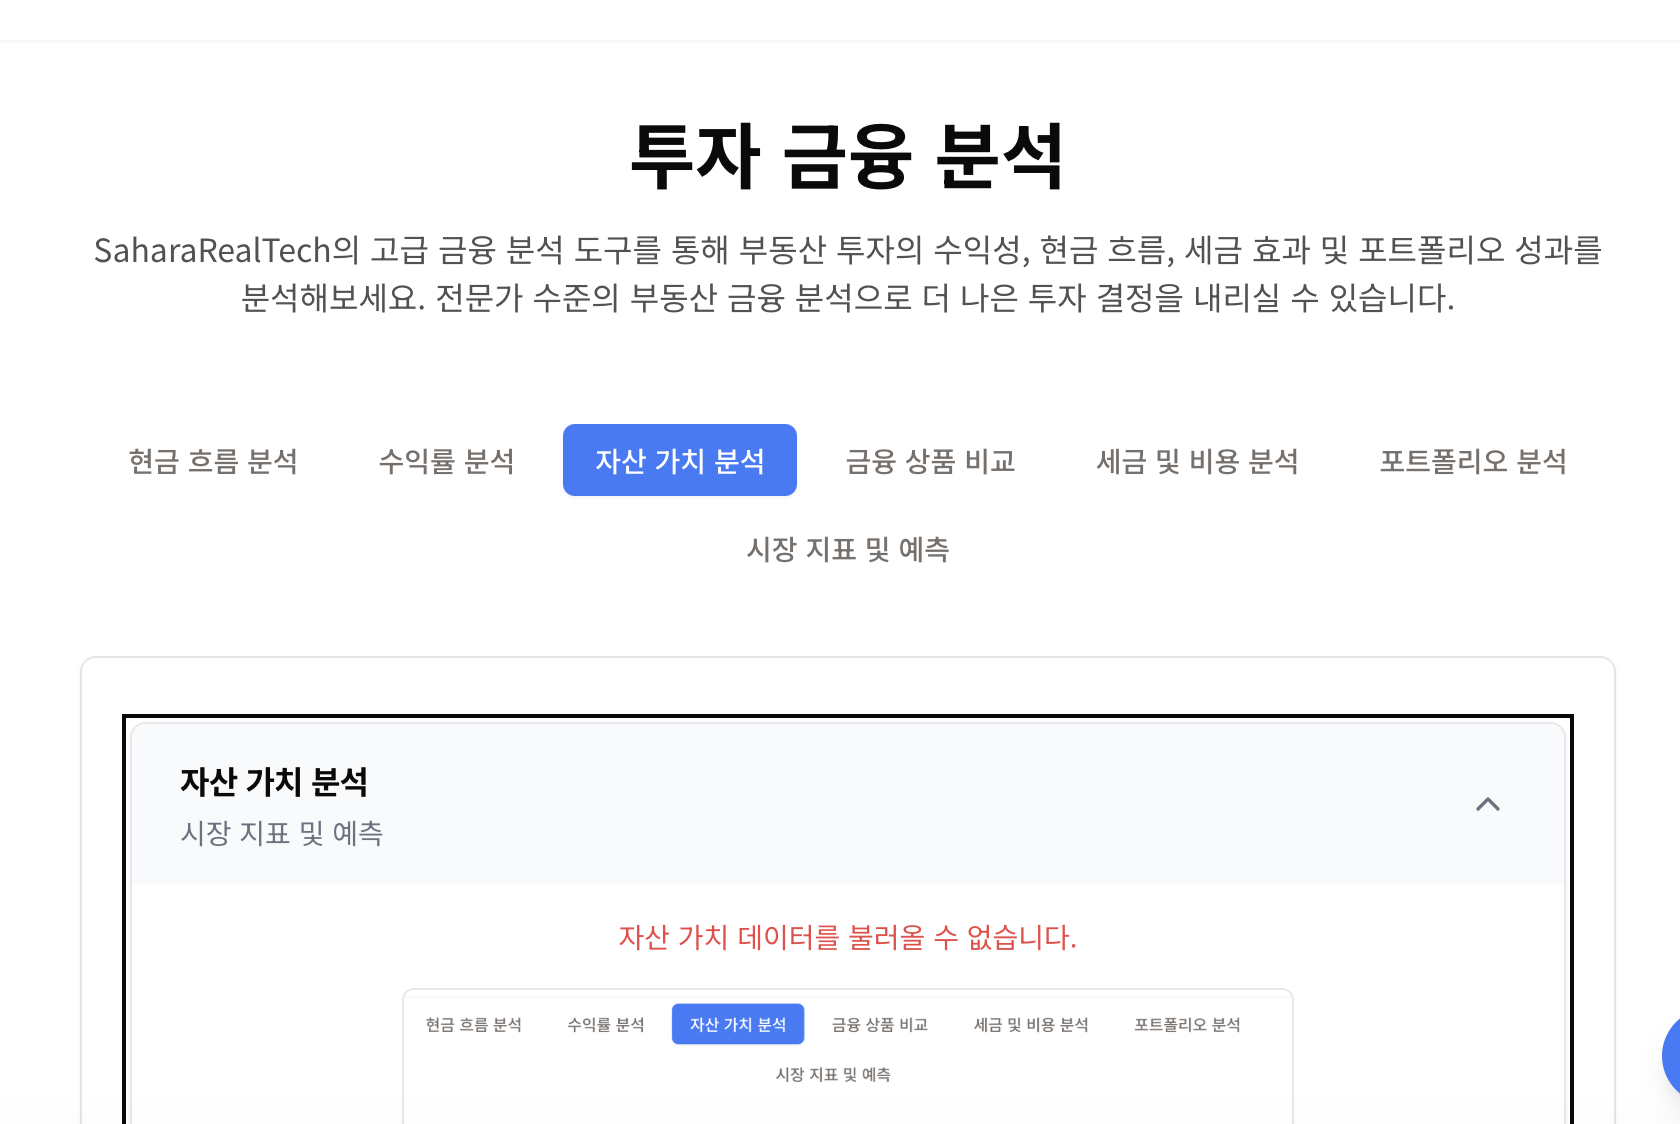 투자 금융 분석
SaharaRealTech의 고급 금융 분석 도구를 통해 부동산 투자의 수익성, 현금 흐름, 세금 효과 및 포트폴리오 성과를
분석해보세요. 전문가 수준의 부동산 금융 분석으로 더 나은 투자 결정을 내리실 수 있습니다.
현금 흐름 분석 수익률 분석 자산 가치 분석 금융 상품 비교 세금 및 비용 분석 포트폴리오 분석
시장 지표 및 예측
자산 가치 분석
시장 지표 및 예측
자산 가치 데이터를 불러올 수 없습니다.
현금 흐름 분석 수익률 분석 자산 가치 분석 금융 상품 비교 세금 및 비용 분석 포트폴리오 분석
시장 지표 및 예측